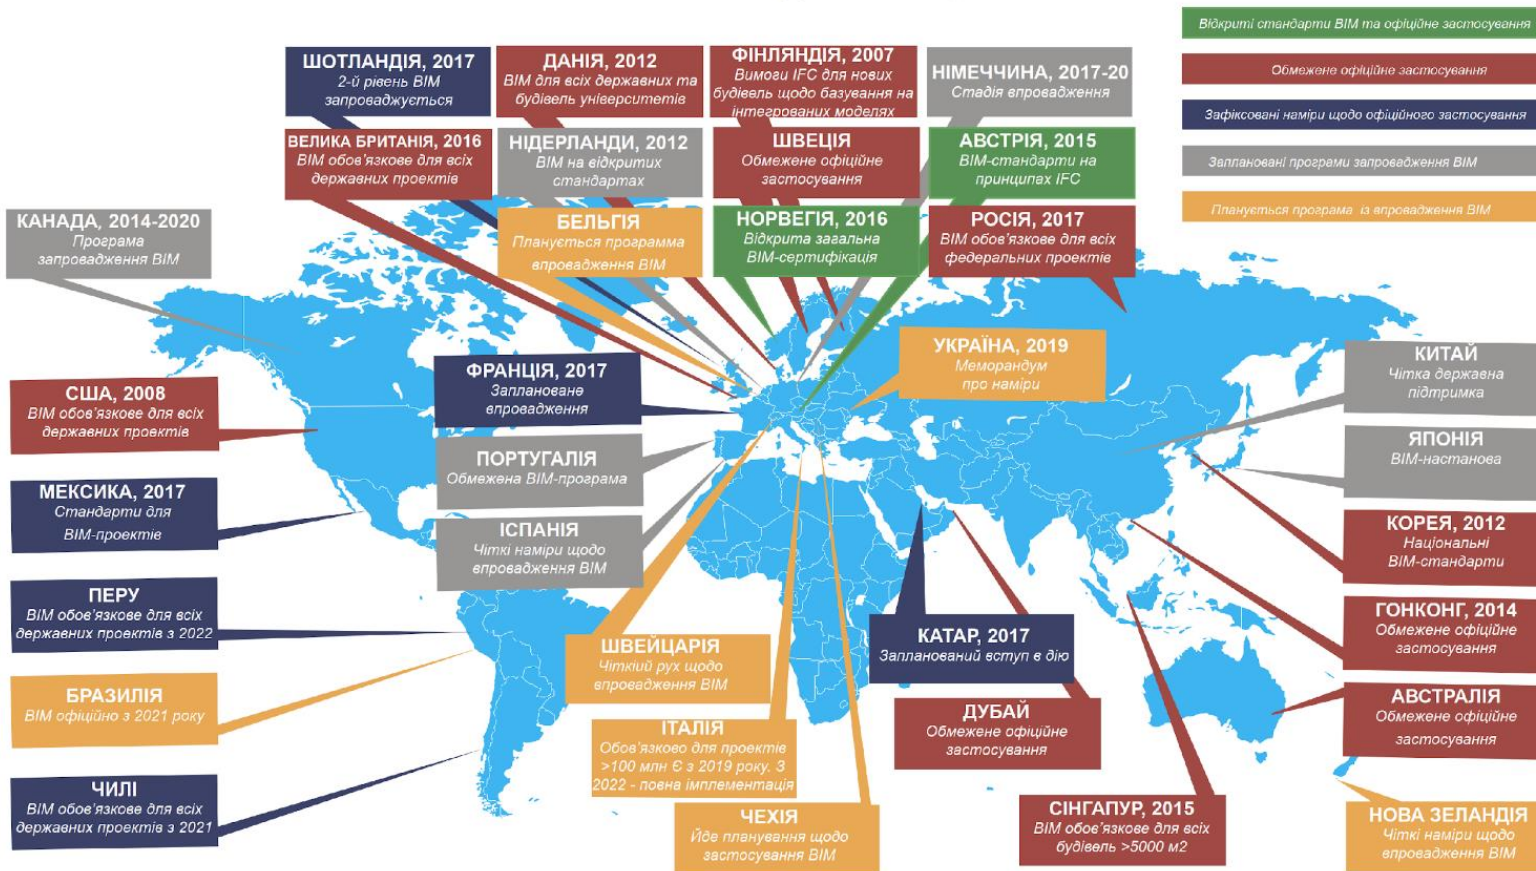 Відкриті стандарти BIM та офіційне застосування
Обмежене офіційне застосування
Зафіксовані наміри щодо офіційного застосування
Заплановані програми запровадження BIM
Планується програма із впровадження BIM
ШОТЛАНДІЯ, 2017
2-й рівень BIM
запроваджується
ДАНІЯ, 2012
BIM для всіх державних та
будівель університетів
ФІНЛЯНДІЯ, 2007
Вимоги IFC для нових
будівель щодо базування на
інтегрованих моделях
НІМЕЧЧИНА, 2017-20
Стадія впровадження
ВЕЛИКА БРИТАНІЯ, 2016
BIM обов'язкове для всіх
державних проектів
НІДЕРЛАНДИ, 2012
BIM на відкритих
стандартах
ШВЕЦІЯ
Обмежене офіційне
застосування
АВСТРІЯ, 2015
BIM-стандарти на
принципах IFC
КАНАДА, 2014-2020
Програма
запровадження BIM
БЕЛЬГІЯ
Планується программа
впровадження BIM
НОРВЕГІЯ, 2016
Відкрита загальна
BIM-сертифікація
РОСІЯ, 2017
BIM обов'язкове для всіх
федеральних проектів
США, 2008
BIM обов'язкове для всіх
державних проектів
ФРАНЦІЯ, 2017
Заплановане
впровадження
УКРАЇНА, 2019
Меморандум
про наміри
КИТАЙ
Чітка державна
підтримка
МЕКСИКА, 2017
Стандарти для
BIM-проектів
ПОРТУГАЛІЯ
Обмежена BIM-програма
ЯПОНІЯ
BIM-настанова
ІСПАНІЯ
Чіткі наміри щодо
впровадження BIM
КОРЕЯ, 2012
Національні
BIM-стандарти
ПЕРУ
BIM обов'язкове для всіх
державних проектів з 2022
ШВЕЙЦАРІЯ
Чіткіий рух щодо
впровадження BIM
КАТАР, 2017
Запланований вступ в дію
ГОНКОНГ, 2014
Обмежене офіційне
застосування
БРАЗИЛІЯ
BIM офіційно з 2021 року
ІТАЛІЯ
Обов'язково для проектів
>100 млн Є з 2019 року. З
2022 - повна імплементація
ДУБАЙ
Обмежене офіційне
застосування
АВСТРАЛІЯ
Обмежене офіційне
застосування
ЧИЛІ
BIM обов'язкове для всіх
державних проектів з 2021
ЧЕХІЯ
Йде планування щодо
застосування BIM
СІНГАПУР, 2015
BIM обов'язкове для всіх
будівель >5000 м2
НОВА ЗЕЛАНДІЯ
Чіткі наміри щодо
впровадження BIM